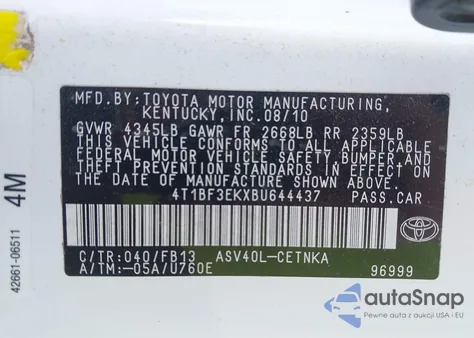 MFD.BY: TOYOTA MOTOR MANUFACTURING,
KENTUCKY, INC. 08/10
GVWR 4345LB GAWR FR 2668LB RR 2359LB
THIS VEHICLE CONFORMS TO ALL APPLICABLE
FEDERAL MOTOR VEHICLE SAFETY, BUMPER, AND
THEFT PREVENTION STANDARDS IN EFFECT ON
THE DATE OF MANUFACTURE SHOWN ABOVE.
4T1BF3EKXBU644437 PASS.CAR
C/TR: 040/FB13 ASV40L-CETNKA
A/TM: -05A/U760E
TOYOTA
96999
42661-06511 4M
autoSnap
Pewne auta z aukcji USA i EU